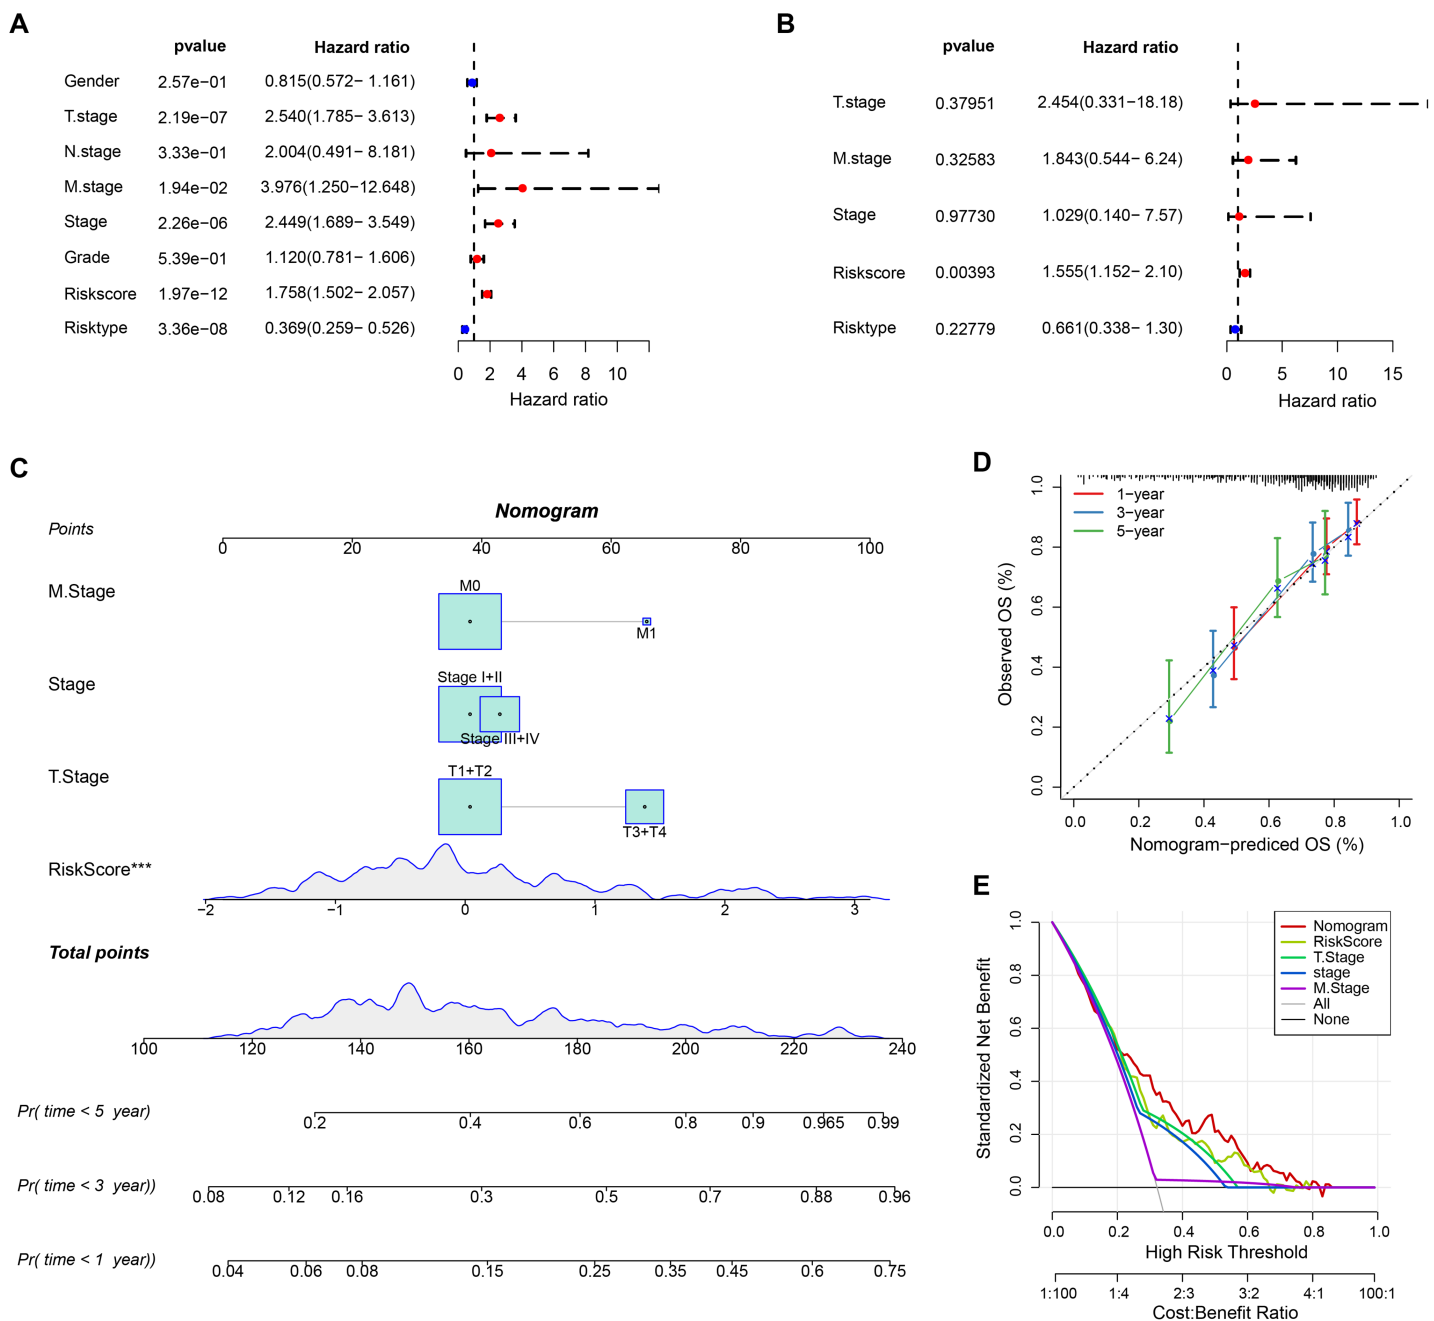 A
pvalue Hazard ratio
Gender 2.57e−01 0.815(0.572− 1.161)
T.stage 2.19e−07 2.540(1.785− 3.613)
N.stage 3.33e−01 2.004(0.491− 8.181)
M.stage 1.94e−02 3.976(1.250−12.648)
Stage 2.26e−06 2.449(1.689− 3.549)
Grade 5.39e−01 1.120(0.781− 1.606)
Riskscore 1.97e−12 1.758(1.502− 2.057)
Risktype 3.36e−08 0.369(0.259− 0.526)
0 2 4 6 8 10
Hazard ratio
B
pvalue Hazard ratio
T.stage 0.37951 2.454(0.331−18.18)
M.stage 0.32583 1.843(0.544− 6.24)
Stage 0.97730 1.029(0.140− 7.57)
Riskscore 0.00393 1.555(1.152− 2.10)
Risktype 0.22779 0.661(0.338− 1.30)
0 5 10 15
Hazard ratio
C
Nomogram
Points
0 20 40 60 80 100
M.Stage
M0
M1
Stage
Stage I+II
Stage III+IV
T.Stage
T1+T2
T3+T4
RiskScore***
−2 −1 0 1 2 3
Total points
100 120 140 160 180 200 220 240
Pr( time < 5 year)
0.2 0.4 0.6 0.8 0.9 0.965 0.99
Pr( time < 3 year))
0.08 0.12 0.16 0.3 0.5 0.7 0.88 0.96
Pr( time < 1 year))
0.04 0.06 0.08 0.15 0.25 0.35 0.45 0.6 0.75
D
1−year
3−year
5−year
Observed OS (%)
1.0
0.8
0.6
0.4
0.2
0.0
0.0 0.2 0.4 0.6 0.8 1.0
Nomogram−prediced OS (%)
E
Nomogram
RiskScore
T.Stage
stage
M.Stage
All
None
Standardized Net Benefit
1.0
0.8
0.6
0.4
0.2
0.0
0.0 0.2 0.4 0.6 0.8 1.0
High Risk Threshold
1:100 1:4 2:3 3:2 4:1 100:1
Cost:Benefit Ratio